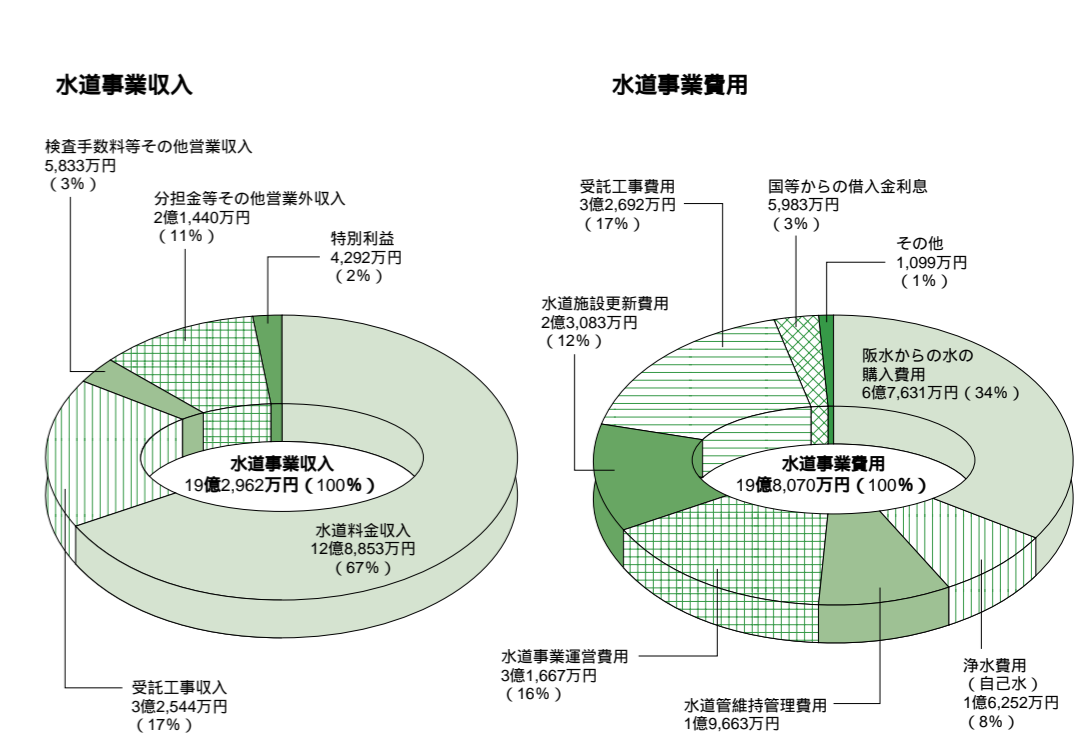 水道事業収入
検査手数料等その他営業収入
5,833万円
(3%)
分担金等その他営業外収入
2億1,440万円
(11%)
特別利益
4,292万円
(2%)
水道事業収入
19億2,962万円(100%)
水道料金収入
12億8,853万円
(67%)
受託工事収入
3億2,544万円
(17%)
水道事業費用
受託工事費用
3億2,692万円
(17%)
国等からの借入金利息
5,983万円
(3%)
その他
1,099万円
(1%)
水道施設更新費用
2億3,083万円
(12%)
阪水からの水の
購入費用
6億7,631万円(34%)
水道事業費用
19億8,070万円(100%)
水道事業運営費用
3億1,667万円
(16%)
水道管維持管理費用
1億9,663万円
浄水費用
(自己水)
1億6,252万円
(8%)